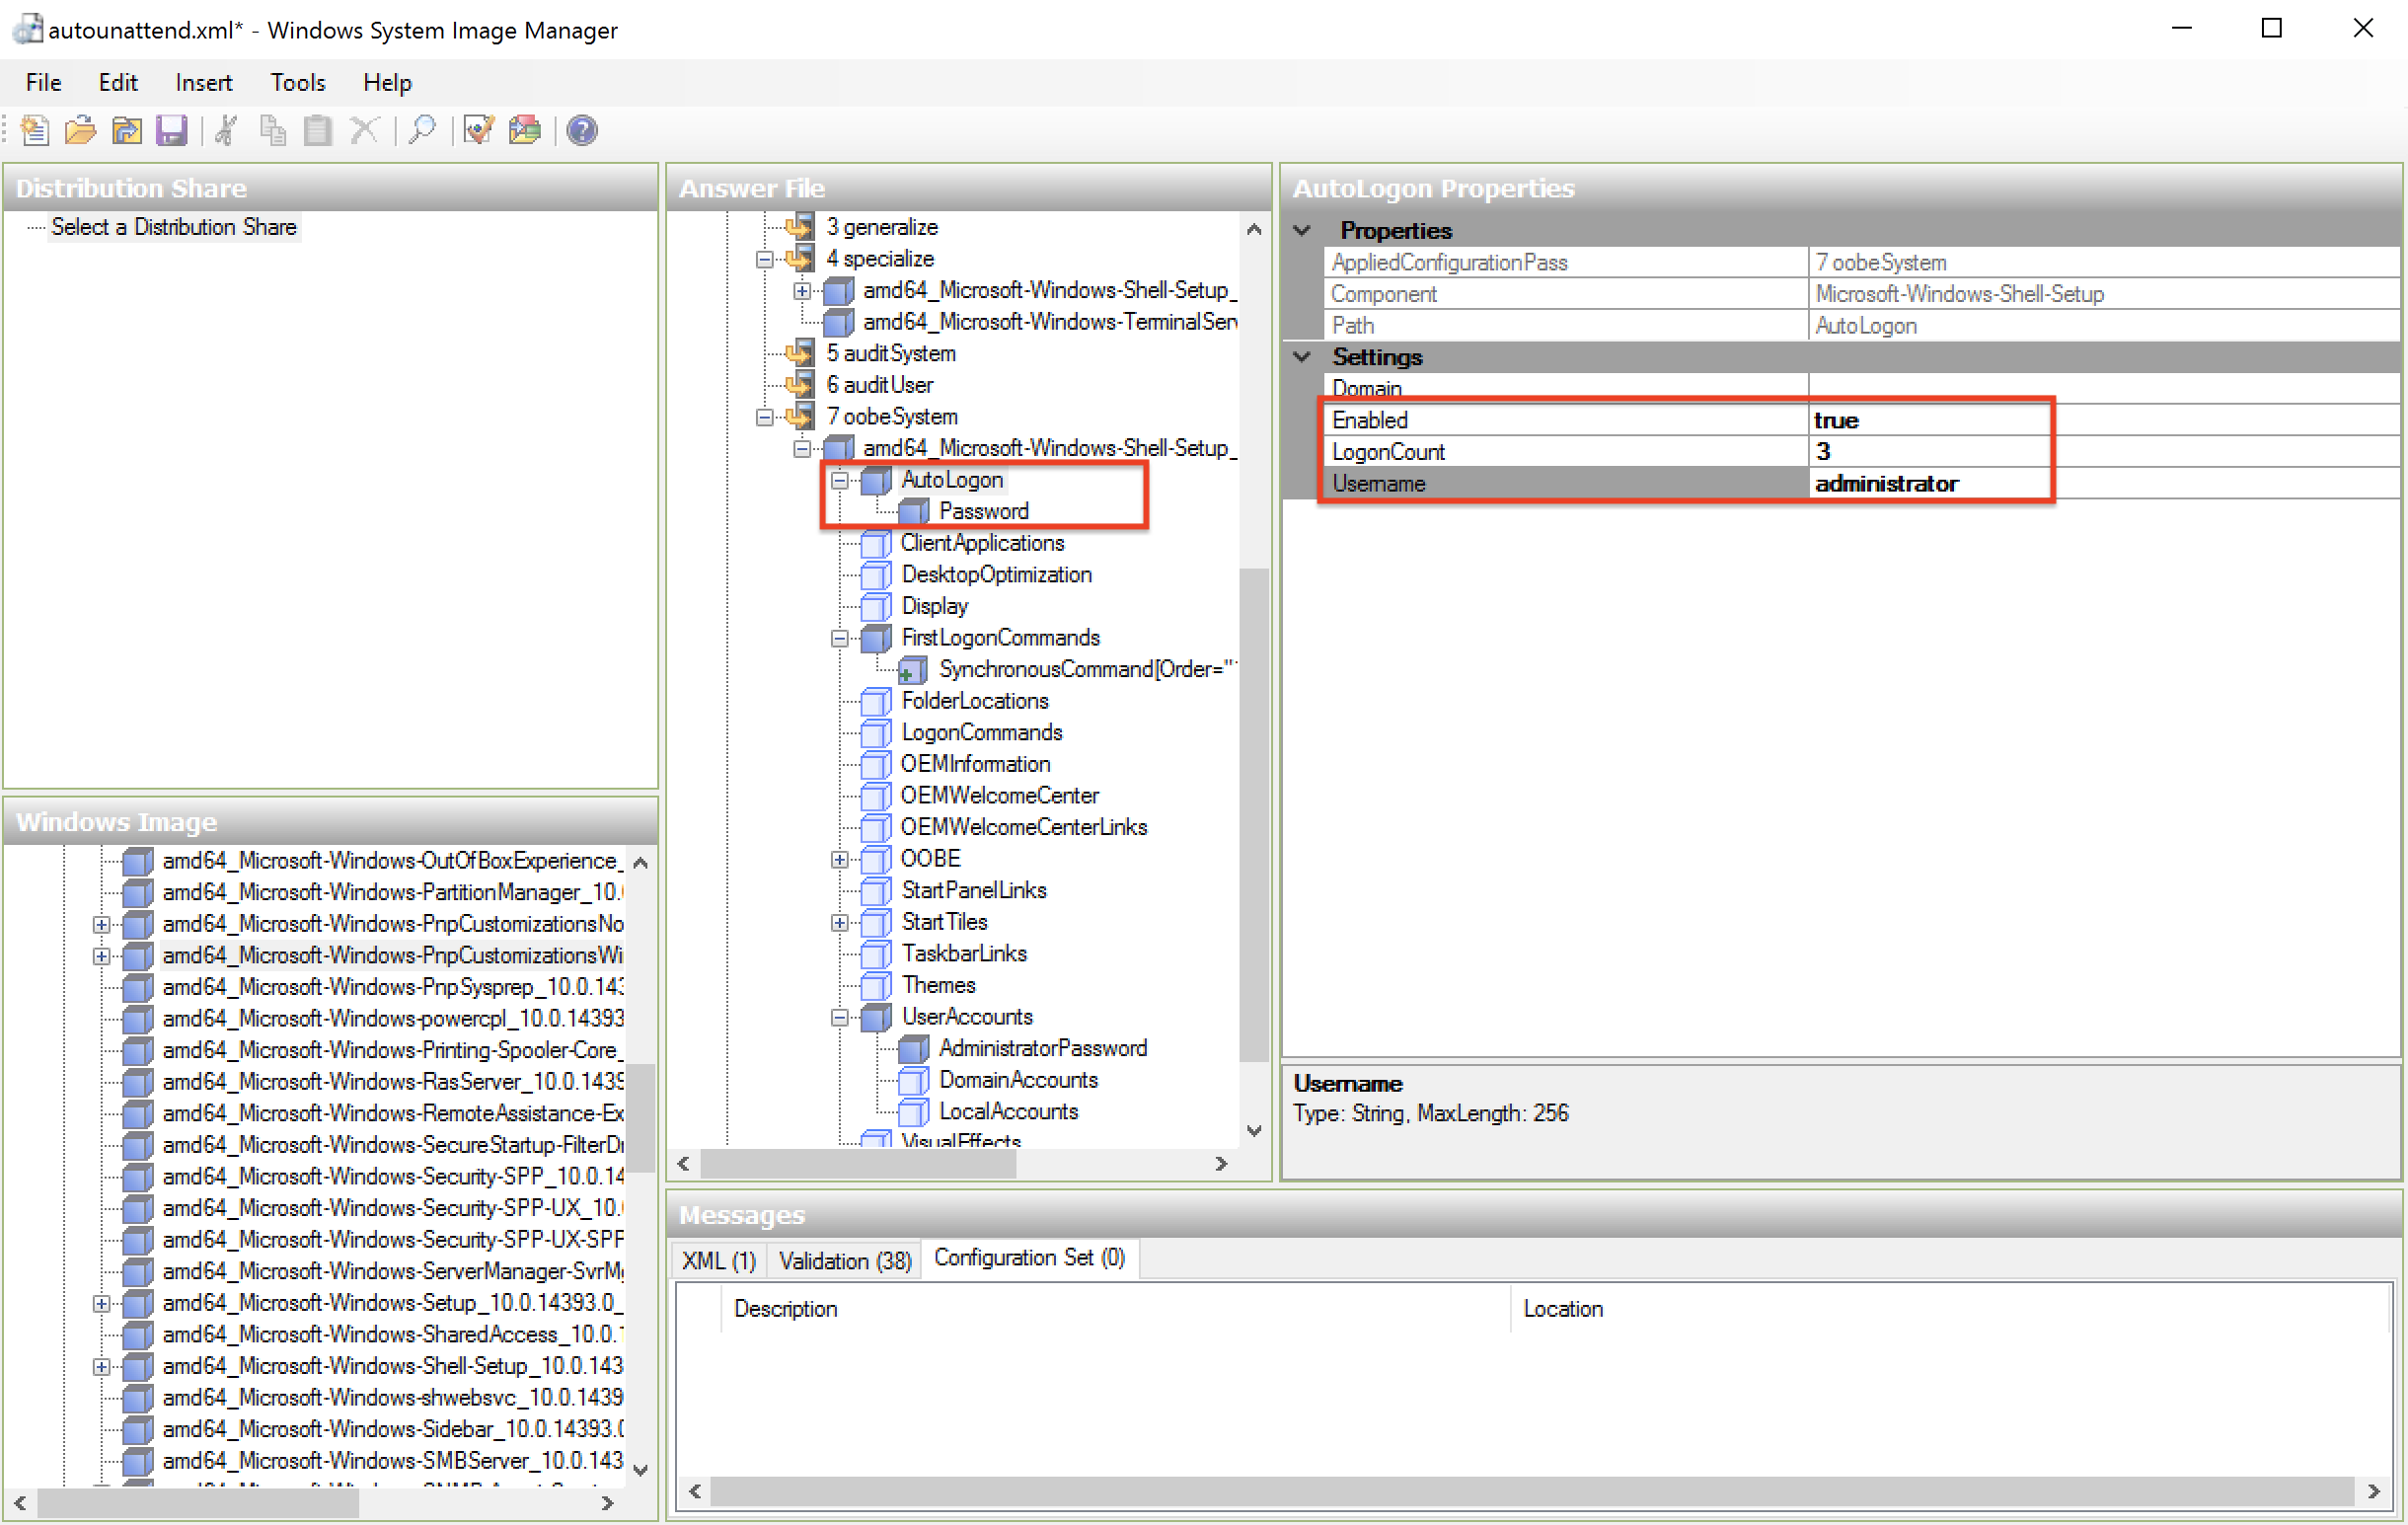 autounattend.xml* - Windows System Image Manager
File Edit Insert Tools Help
Distribution Share
Select a Distribution Share
Windows Image
amd64_Microsoft-Windows-OutOfBoxExperience_
amd64_Microsoft-Windows-PartitionManager_10.
amd64_Microsoft-Windows-PnpCustomizationsNo
amd64_Microsoft-Windows-PnpCustomizationsWi
amd64_Microsoft-Windows-PnpSysprep_10.0.143
amd64_Microsoft-Windows-powercpl_10.0.14393
amd64_Microsoft-Windows-Printing-Spooler-Core_
amd64_Microsoft-Windows-RasServer_10.0.1439
amd64_Microsoft-Windows-RemoteAssistance-Ex
amd64_Microsoft-Windows-SecureStartup-FilterDr
amd64_Microsoft-Windows-Security-SPP_10.0.14
amd64_Microsoft-Windows-Security-SPP-UX_10.
amd64_Microsoft-Windows-Security-SPP-UX-SPP
amd64_Microsoft-Windows-ServerManager-SvrMg
amd64_Microsoft-Windows-Setup_10.0.14393.0_
amd64_Microsoft-Windows-SharedAccess_10.0.1
amd64_Microsoft-Windows-Shell-Setup_10.0.143
amd64_Microsoft-Windows-shwebsvc_10.0.1439
amd64_Microsoft-Windows-Sidebar_10.0.14393.0
amd64_Microsoft-Windows-SMBServer_10.0.143
Answer File
3 generalize
4 specialize
amd64_Microsoft-Windows-Shell-Setup_
amd64_Microsoft-Windows-TerminalServ
5 auditSystem
6 auditUser
7 oobeSystem
amd64_Microsoft-Windows-Shell-Setup_
AutoLogon
Password
ClientApplications
DesktopOptimization
Display
FirstLogonCommands
SynchronousCommand[Order="1
FolderLocations
LogonCommands
OEMInformation
OEMWelcomeCenter
OEMWelcomeCenterLinks
OOBE
StartPanelLinks
StartTiles
TaskbarLinks
Themes
UserAccounts
AdministratorPassword
DomainAccounts
LocalAccounts
VisualEffects
AutoLogon Properties
Properties
AppliedConfigurationPass 7 oobeSystem
Component Microsoft-Windows-Shell-Setup
Path AutoLogon
Settings
Domain
Enabled true
LogonCount 3
Username administrator
Username
Type: String, MaxLength: 256
Messages
XML (1) Validation (38) Configuration Set (0)
Description Location